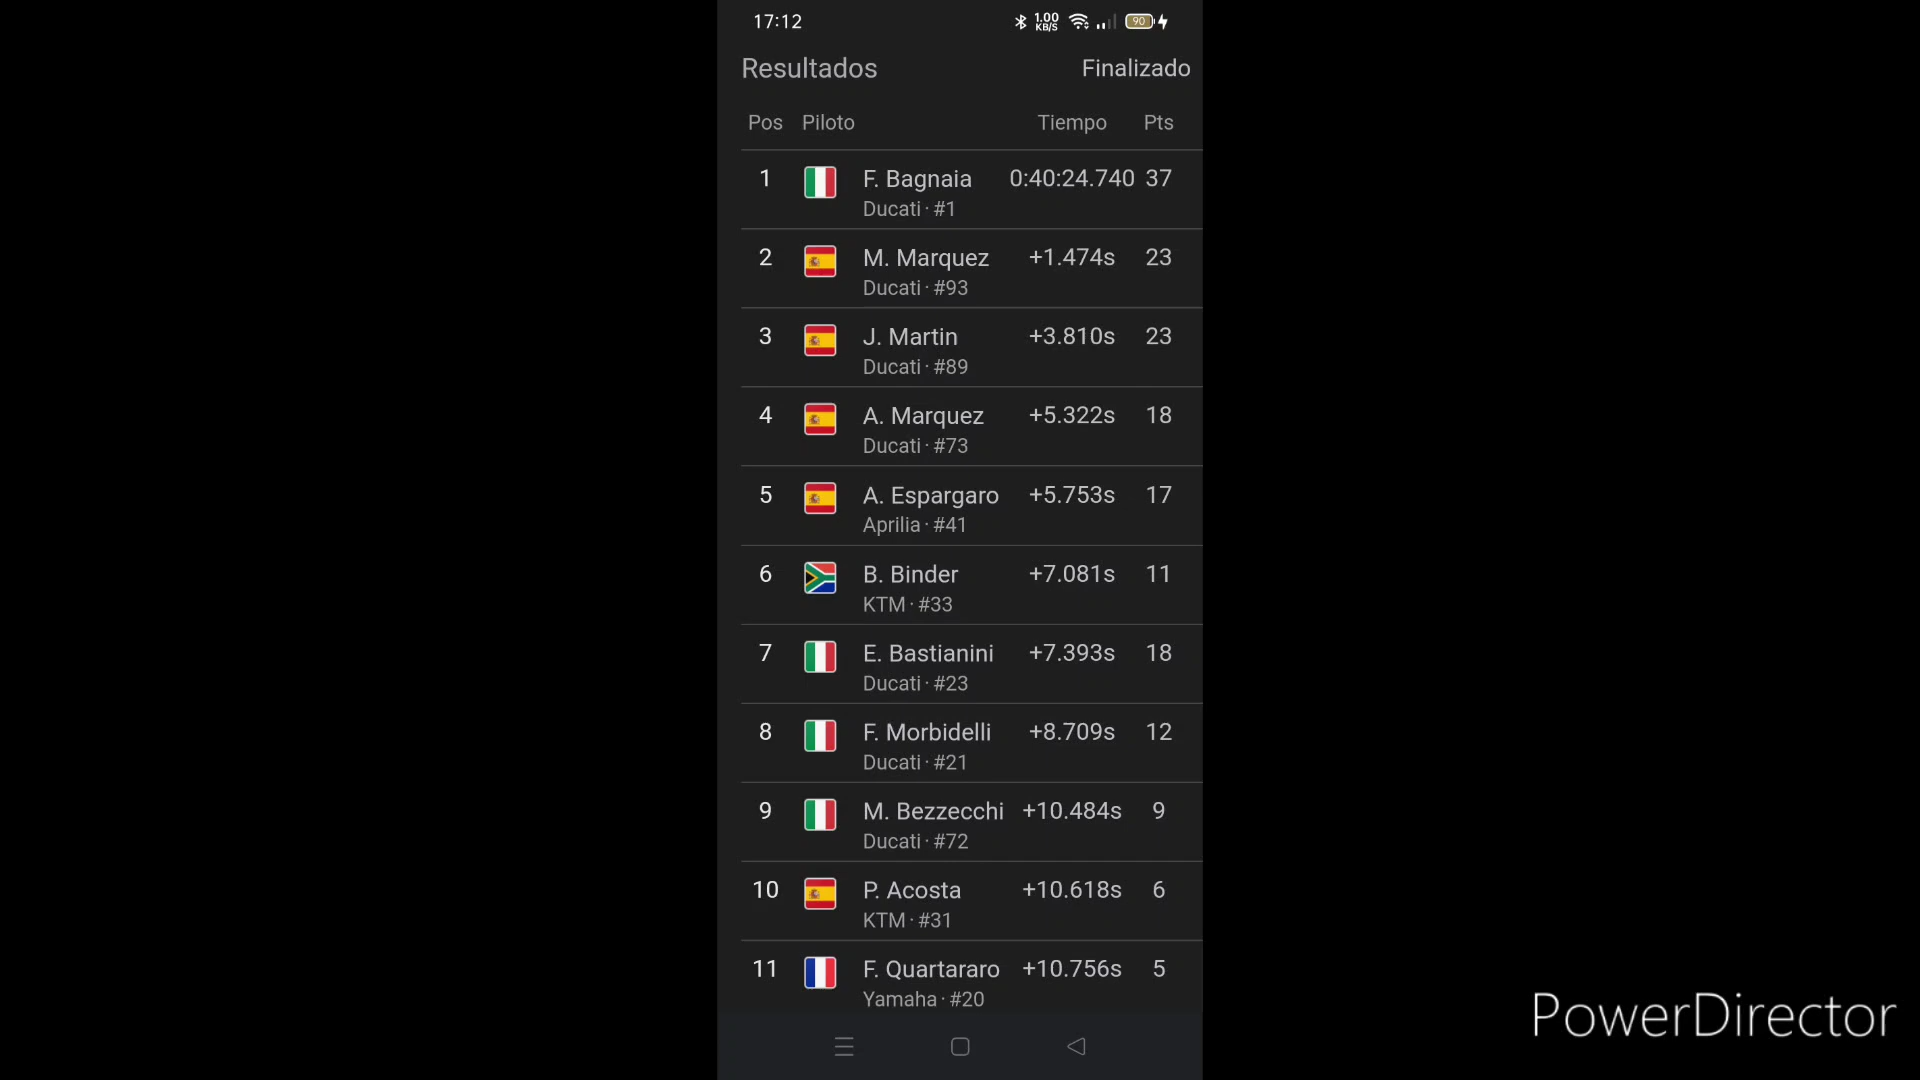 17:12
1.00
KB/S
90
Resultados Finalizado
Pos Piloto Tiempo Pts
1 F. Bagnaia 0:40:24.740 37
Ducati · #1
2 M. Marquez +1.474s 23
Ducati · #93
3 J. Martin +3.810s 23
Ducati · #89
4 A. Marquez +5.322s 18
Ducati · #73
5 A. Espargaro +5.753s 17
Aprilia · #41
6 B. Binder +7.081s 11
KTM · #33
7 E. Bastianini +7.393s 18
Ducati · #23
8 F. Morbidelli +8.709s 12
Ducati · #21
9 M. Bezzecchi +10.484s 9
Ducati · #72
10 P. Acosta +10.618s 6
KTM · #31
11 F. Quartararo +10.756s 5
Yamaha · #20
PowerDirector